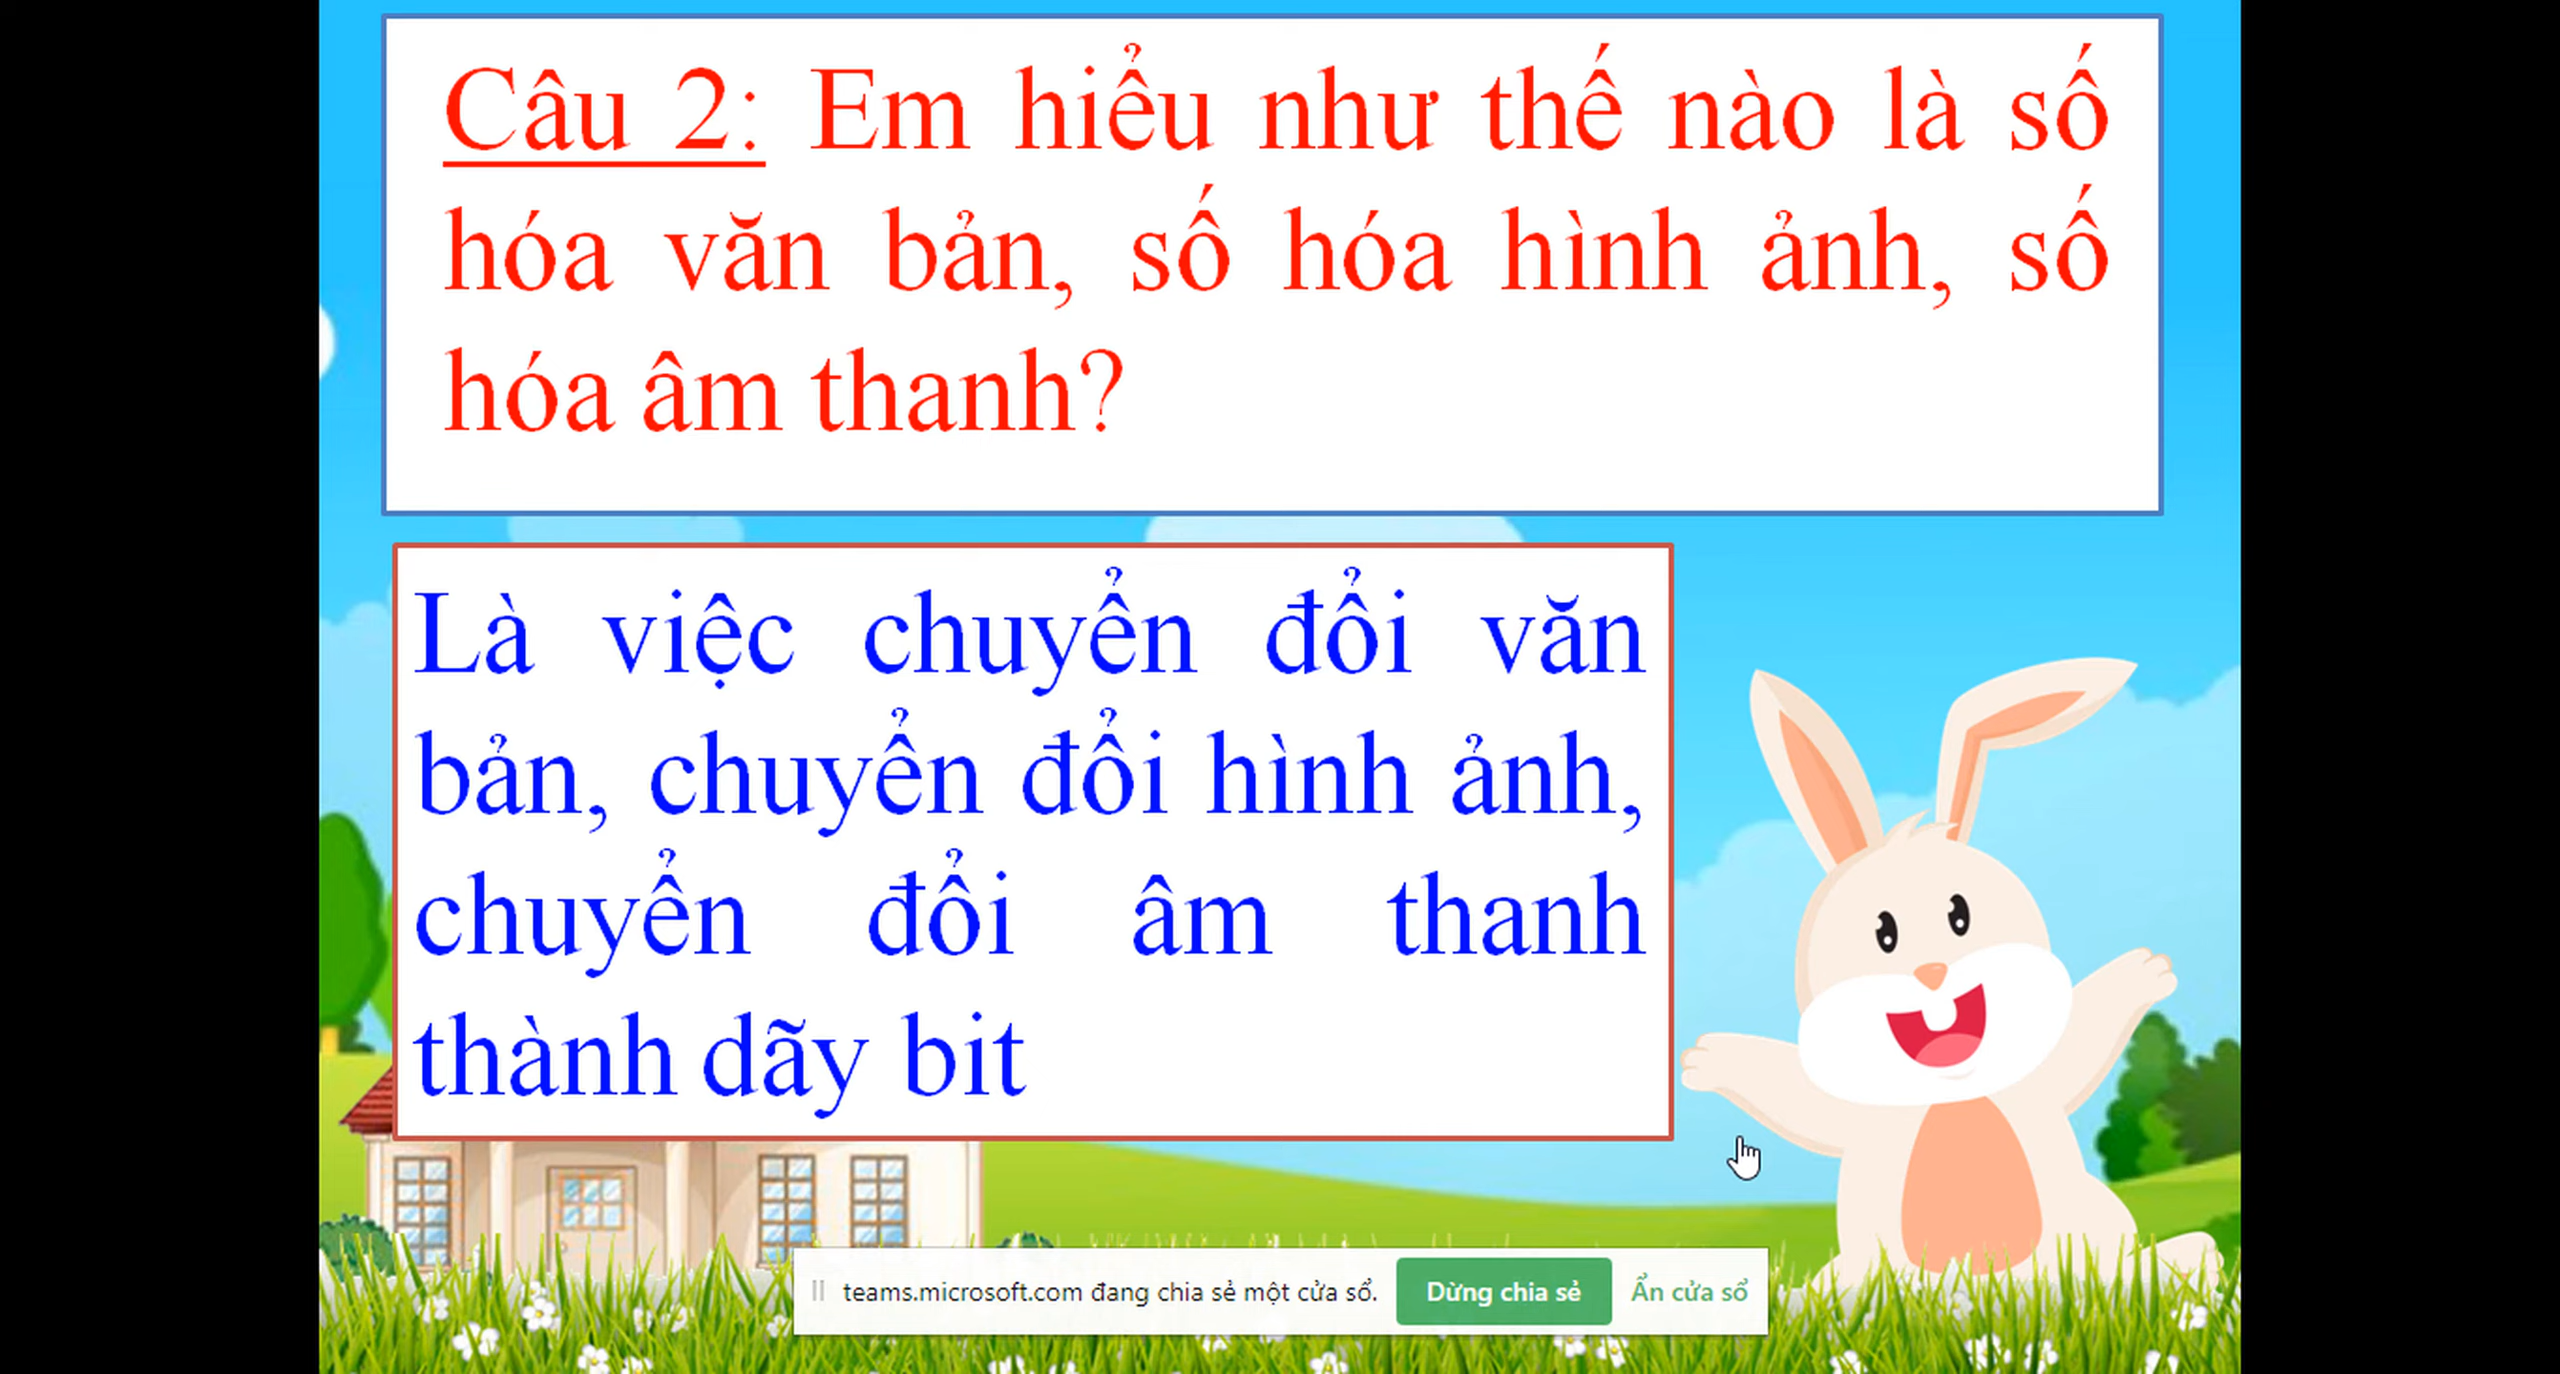 Câu 2: Em hiểu như thế nào là số
hóa văn bản, số hóa hình ảnh, số
hóa âm thanh?
Là việc chuyển đổi văn
bản, chuyển đổi hình ảnh,
chuyển đổi âm thanh
thành dãy bit
teams.microsoft.com đang chia sẻ một cửa sổ. Dừng chia sẻ Ẩn cửa sổ